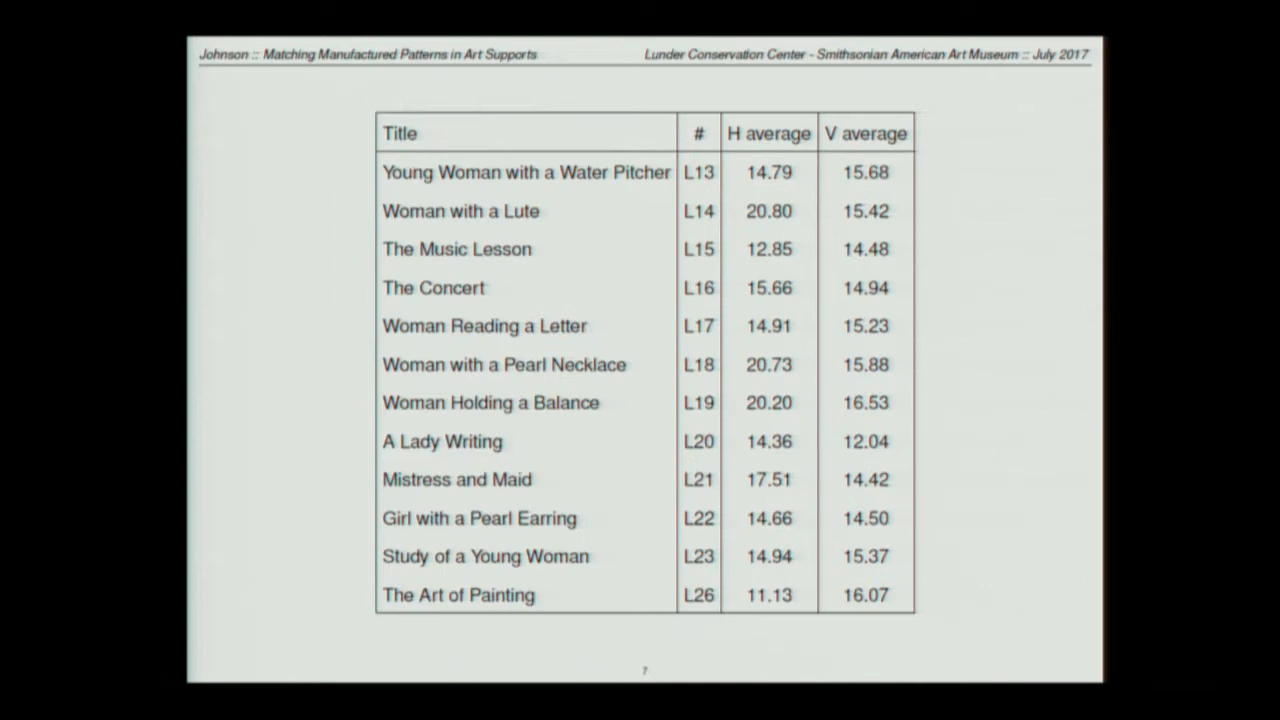 Johnson :: Matching Manufactured Patterns in Art Supports Lunder Conservation Center - Smithsonian American Art Museum :: July 2017
Title # H average V average
Young Woman with a Water Pitcher L13 14.79 15.68
Woman with a Lute L14 20.80 15.42
The Music Lesson L15 12.85 14.48
The Concert L16 15.66 14.94
Woman Reading a Letter L17 14.91 15.23
Woman with a Pearl Necklace L18 20.73 15.88
Woman Holding a Balance L19 20.20 16.53
A Lady Writing L20 14.36 12.04
Mistress and Maid L21 17.51 14.42
Girl with a Pearl Earring L22 14.66 14.50
Study of a Young Woman L23 14.94 15.37
The Art of Painting L26 11.13 16.07
7